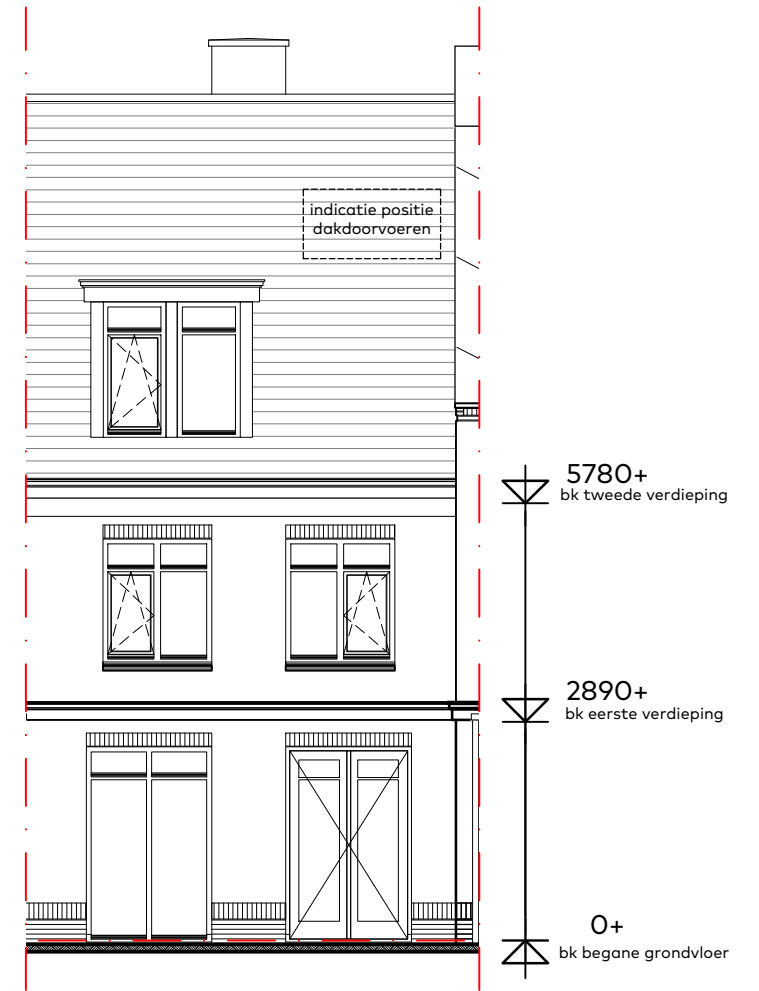 indicatie positie
dakdoorvoeren
5780+
bk tweede verdieping
2890+
bk eerste verdieping
0+
bk begane grondvloer